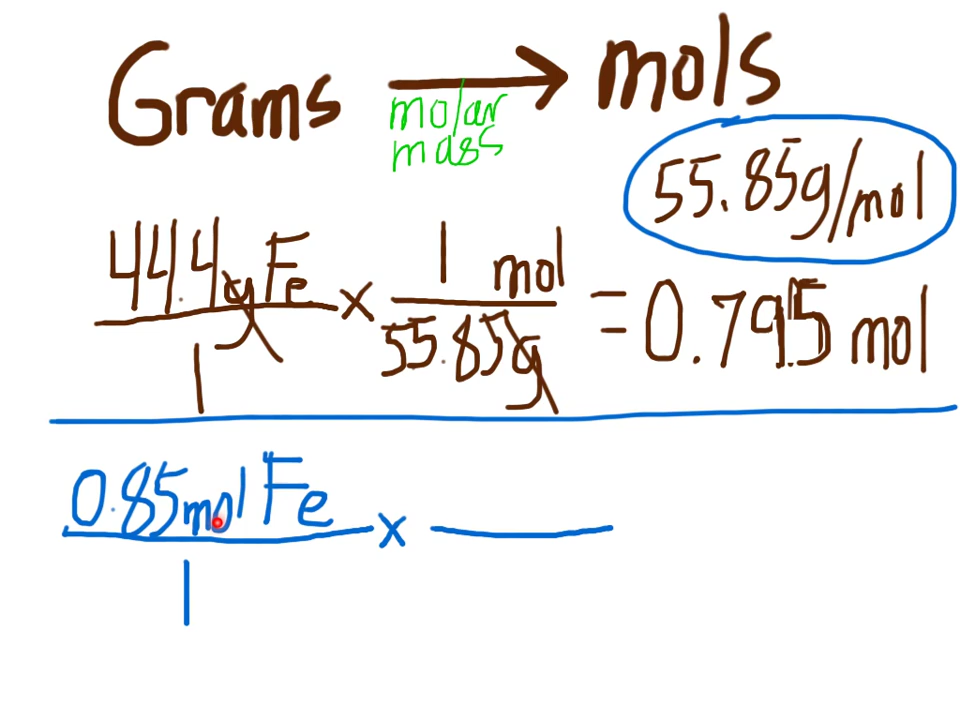 Grams → mols
molar
mass
55.85g/mol
44.4g Fe × 1 mol = 0.795 mol
1 55.85g
0.85mol Fe ×
1